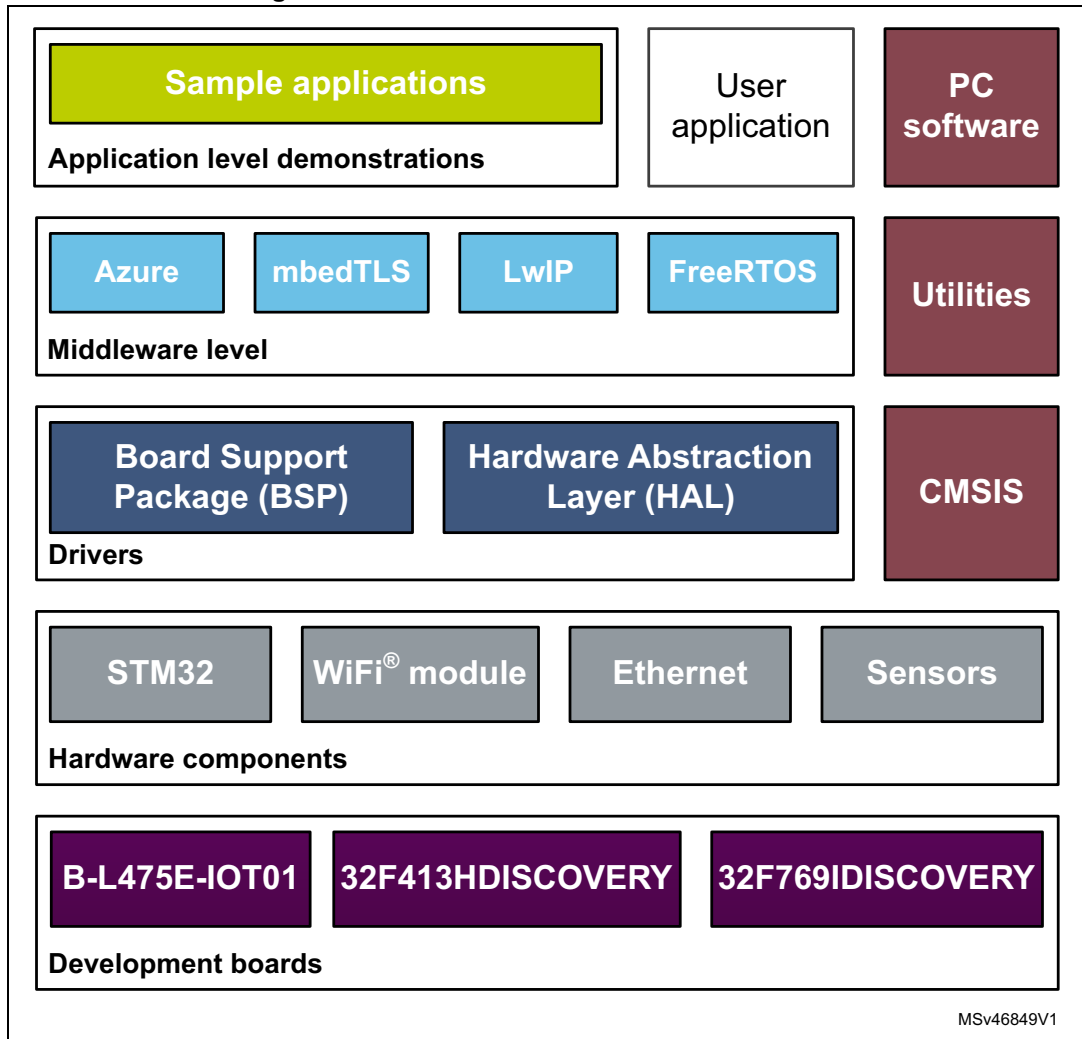 Sample applications
Application level demonstrations
User
application
PC
software
Azure
mbedTLS
LwIP
FreeRTOS
Middleware level
Utilities
Board Support
Package (BSP)
Hardware Abstraction
Layer (HAL)
Drivers
CMSIS
STM32
WiFi® module
Ethernet
Sensors
Hardware components
B-L475E-IOT01
32F413HDISCOVERY
32F769IDISCOVERY
Development boards
MSv46849V1